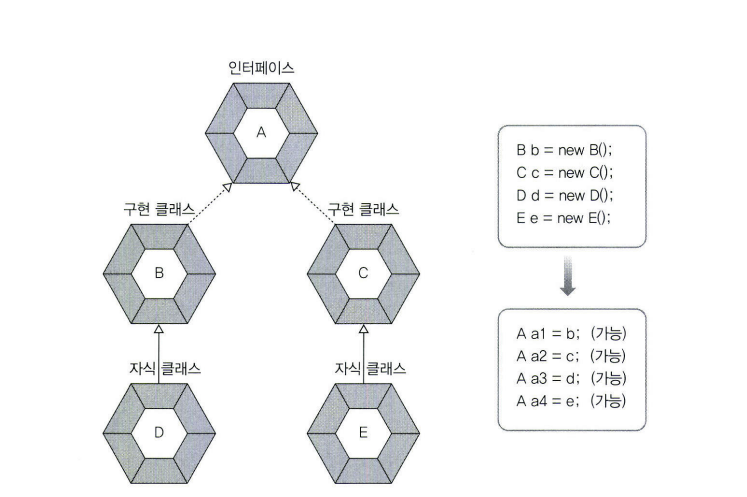 인터페이스
A
구현 클래스
구현 클래스
B
C
자식 클래스
자식 클래스
D
E
B b = new B();
C c = new C();
D d = new D();
E e = new E();
A a1 = b; (가능)
A a2 = c; (가능)
A a3 = d; (가능)
A a4 = e; (가능)